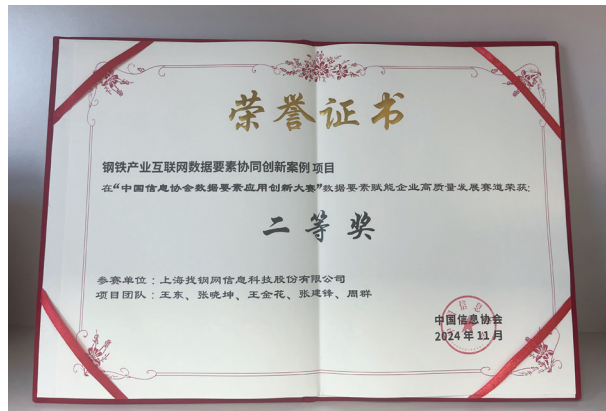 荣誉证书
钢铁产业互联网数据要素协同创新案例项目
在“中国信息协会数据要素应用创新大赛”数据要素赋能企业高质量发展赛道荣获：
二等奖
参赛单位：上海找钢网信息科技股份有限公司
项目团队：王东、张晓坤、王金花、张建锋、周群
中国信息协会
2024年11月